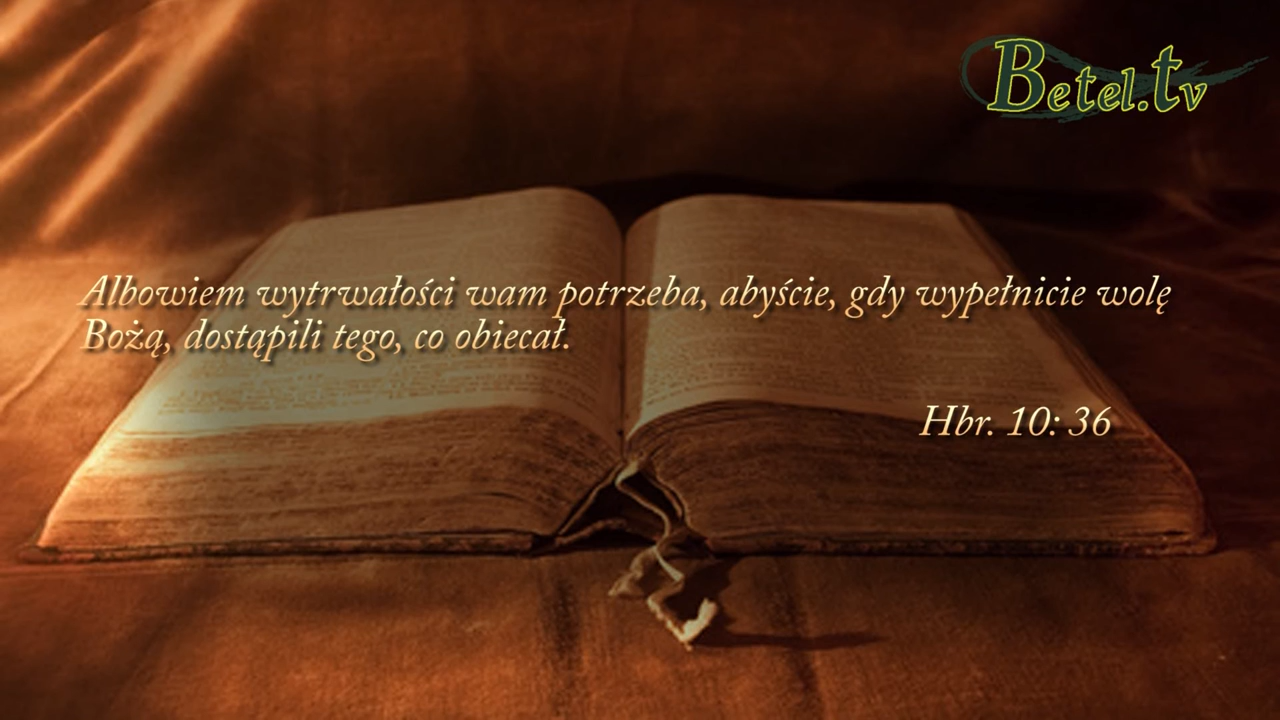 Betel.tv
Albowiem wytrwałości wam potrzeba, abyście, gdy wypełnicie wolę
Bożą, dostąpili tego, co obiecał.
Hbr. 10: 36